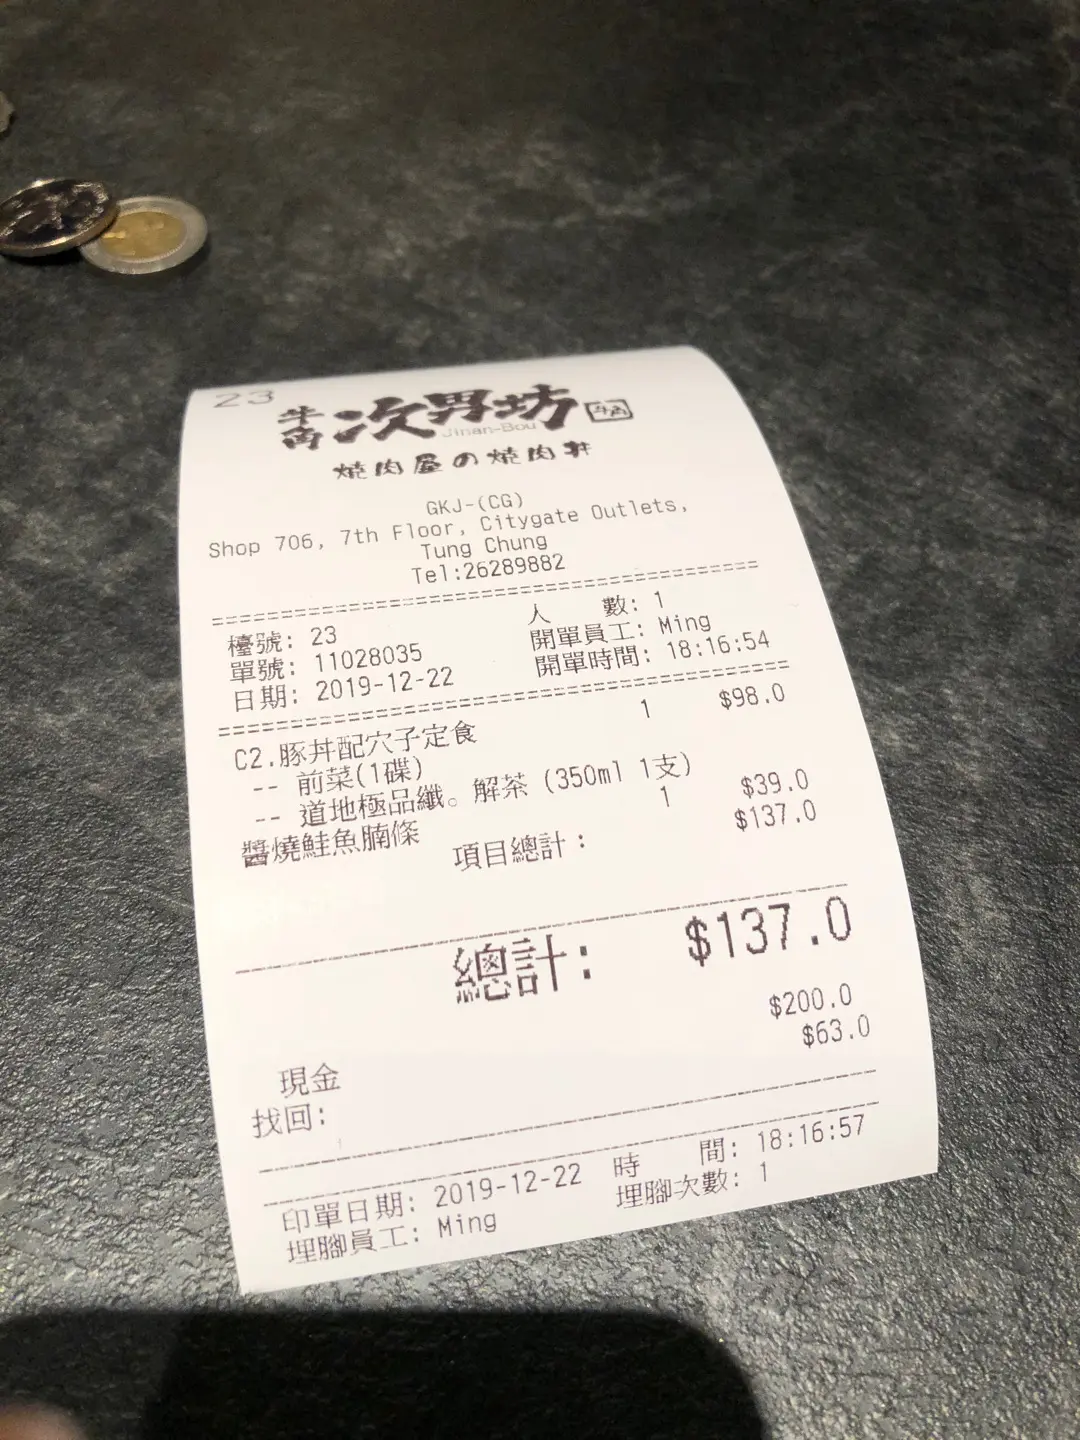 23
牛角 次男坊 牛角
Jinan-Bou
焼肉屋の焼肉丼
GKJ-(CG)
Shop 706, 7th Floor, Citygate Outlets,
Tung Chung
Tel:26289882
檯號: 23 人 數: 1
單號: 11028035 開單員工: Ming
日期: 2019-12-22 開單時間: 18:16:54
C2.豚丼配穴子定食 1 $98.0
-- 前菜(1碟)
-- 道地極品纖。解茶 (350ml 1支)
醬燒鮭魚腩條 1 $39.0
項目總計: $137.0
總計: $137.0
現金 $200.0
找回: $63.0
印單日期: 2019-12-22 時 間: 18:16:57
埋腳員工: Ming 埋腳次數: 1